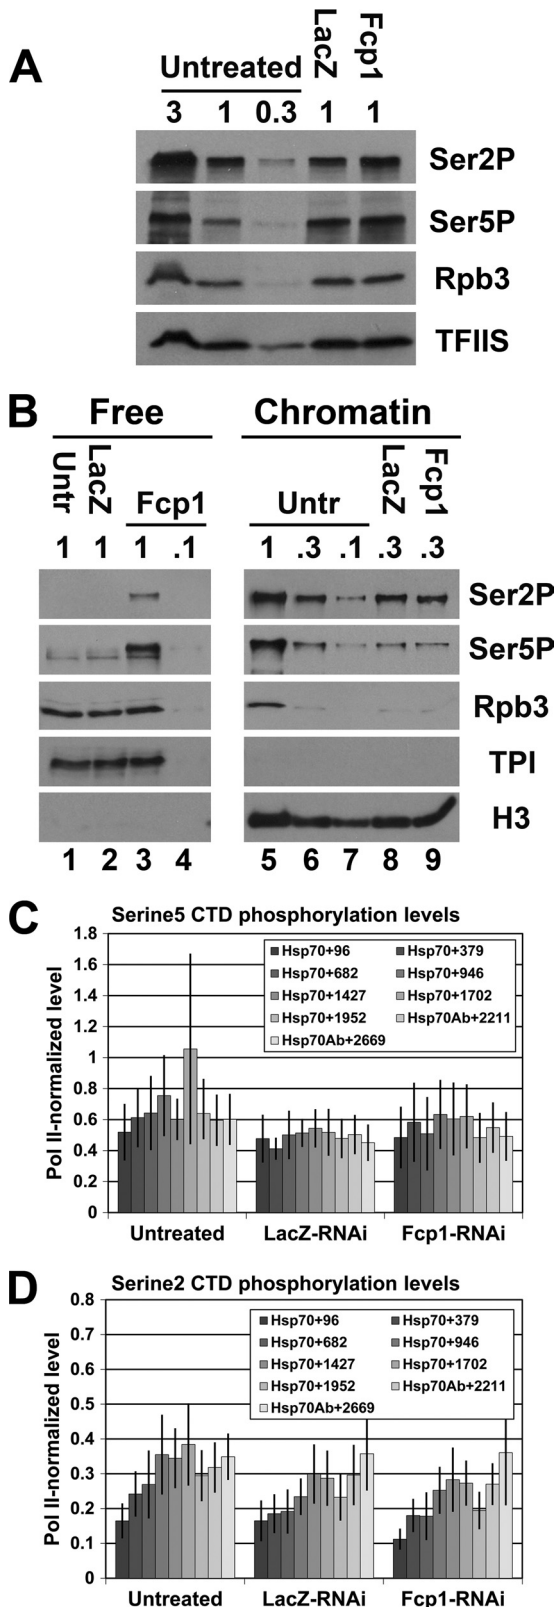 A
Untreated LacZ Fcp1
3 1 0.3 1 1
Ser2P
Ser5P
Rpb3
TFIIS
B
Free Chromatin
Untr LacZ Fcp1 Untr LacZ Fcp1
1 1 1 .1 1 .3 .1 .3 .3
Ser2P
Ser5P
Rpb3
TPI
H3
1 2 3 4 5 6 7 8 9
C
Serine5 CTD phosphorylation levels
Pol II-normalized level
1.8
1.6
1.4
1.2
1
0.8
0.6
0.4
0.2
0
Hsp70+96 Hsp70+379
Hsp70+682 Hsp70+946
Hsp70+1427 Hsp70+1702
Hsp70+1952 Hsp70Ab+2211
Hsp70Ab+2669
Untreated LacZ-RNAi Fcp1-RNAi
D
Serine2 CTD phosphorylation levels
Pol II-normalized level
0.8
0.7
0.6
0.5
0.4
0.3
0.2
0.1
0
Hsp70+96 Hsp70+379
Hsp70+682 Hsp70+946
Hsp70+1427 Hsp70+1702
Hsp70+1952 Hsp70Ab+2211
Hsp70Ab+2669
Untreated LacZ-RNAi Fcp1-RNAi